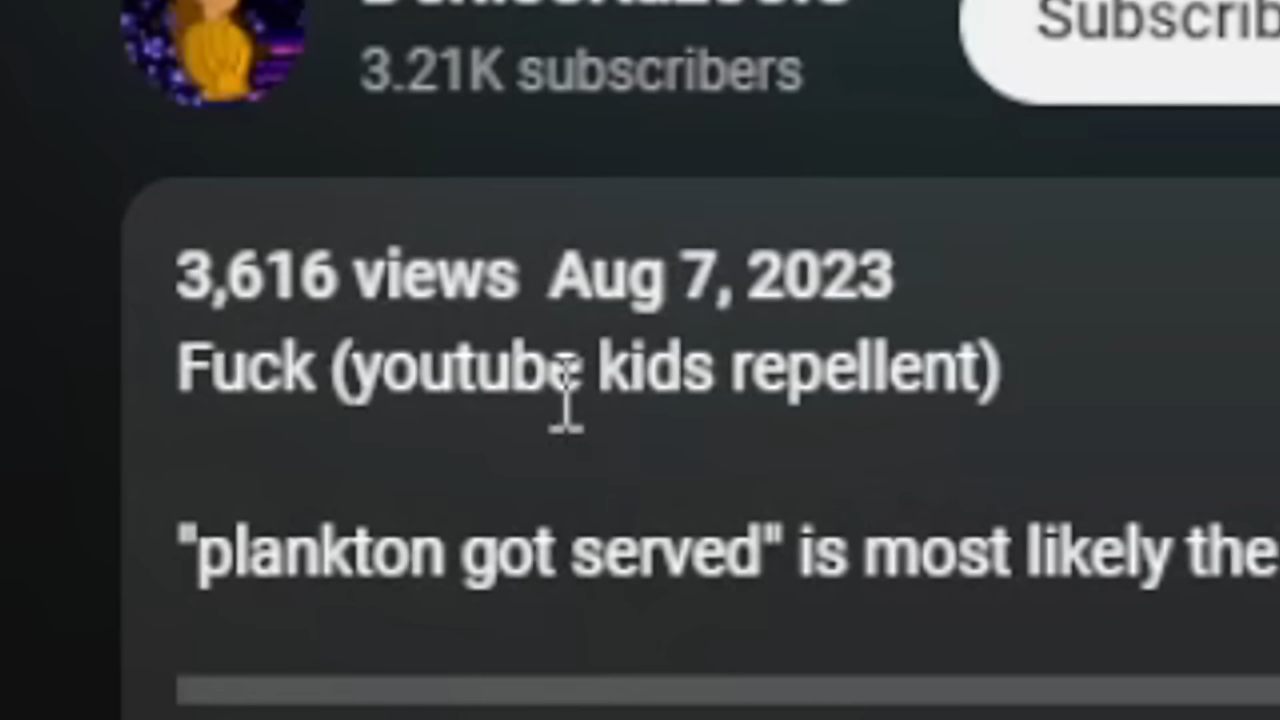 3.21K subscribers
Subscrib
3,616 views Aug 7, 2023
Fuck (youtube kids repellent)
"plankton got served" is most likely the